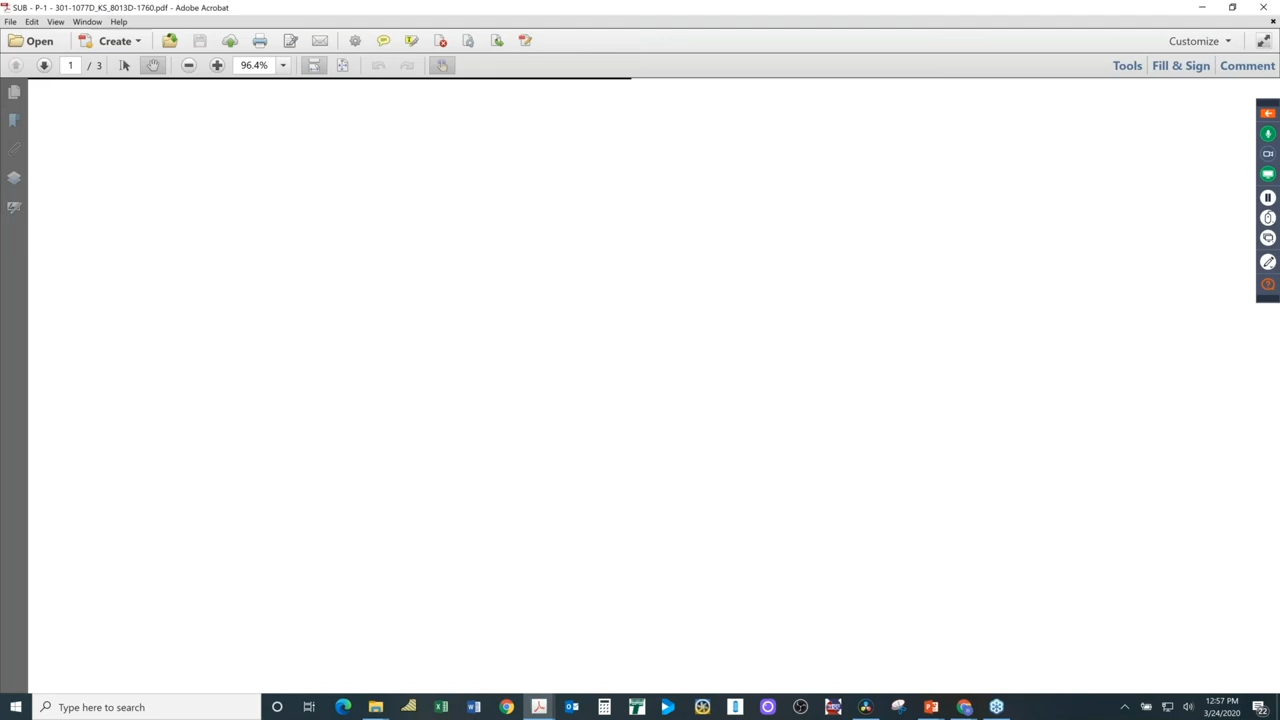 SUB - P-1 - 301-1077D_KS_8013D-1760.pdf - Adobe Acrobat
File Edit View Window Help
Open Create Customize
1 / 3 96.4% Tools Fill & Sign Comment
Type here to search
12:57 PM
3/24/2020
22